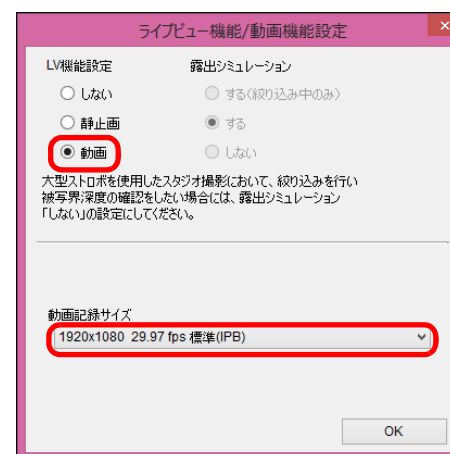 ライブビュー機能/動画機能設定
LV機能設定
露出シミュレーション
しない
する(絞り込み中のみ)
静止画
する
動画
しない
大型ストロボを使用したスタジオ撮影において、絞り込みを行い
被写界深度の確認をしたい場合には、露出シミュレーション
「しない」の設定にしてください。
動画記録サイズ
1920x1080 29.97 fps 標準(IPB)
OK